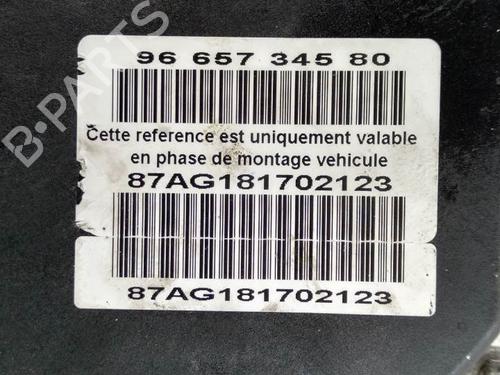 96 657 345 80
Cette reference est uniquement valable
en phase de montage vehicule
87AG181702123
87AG181702123
B-PARTS